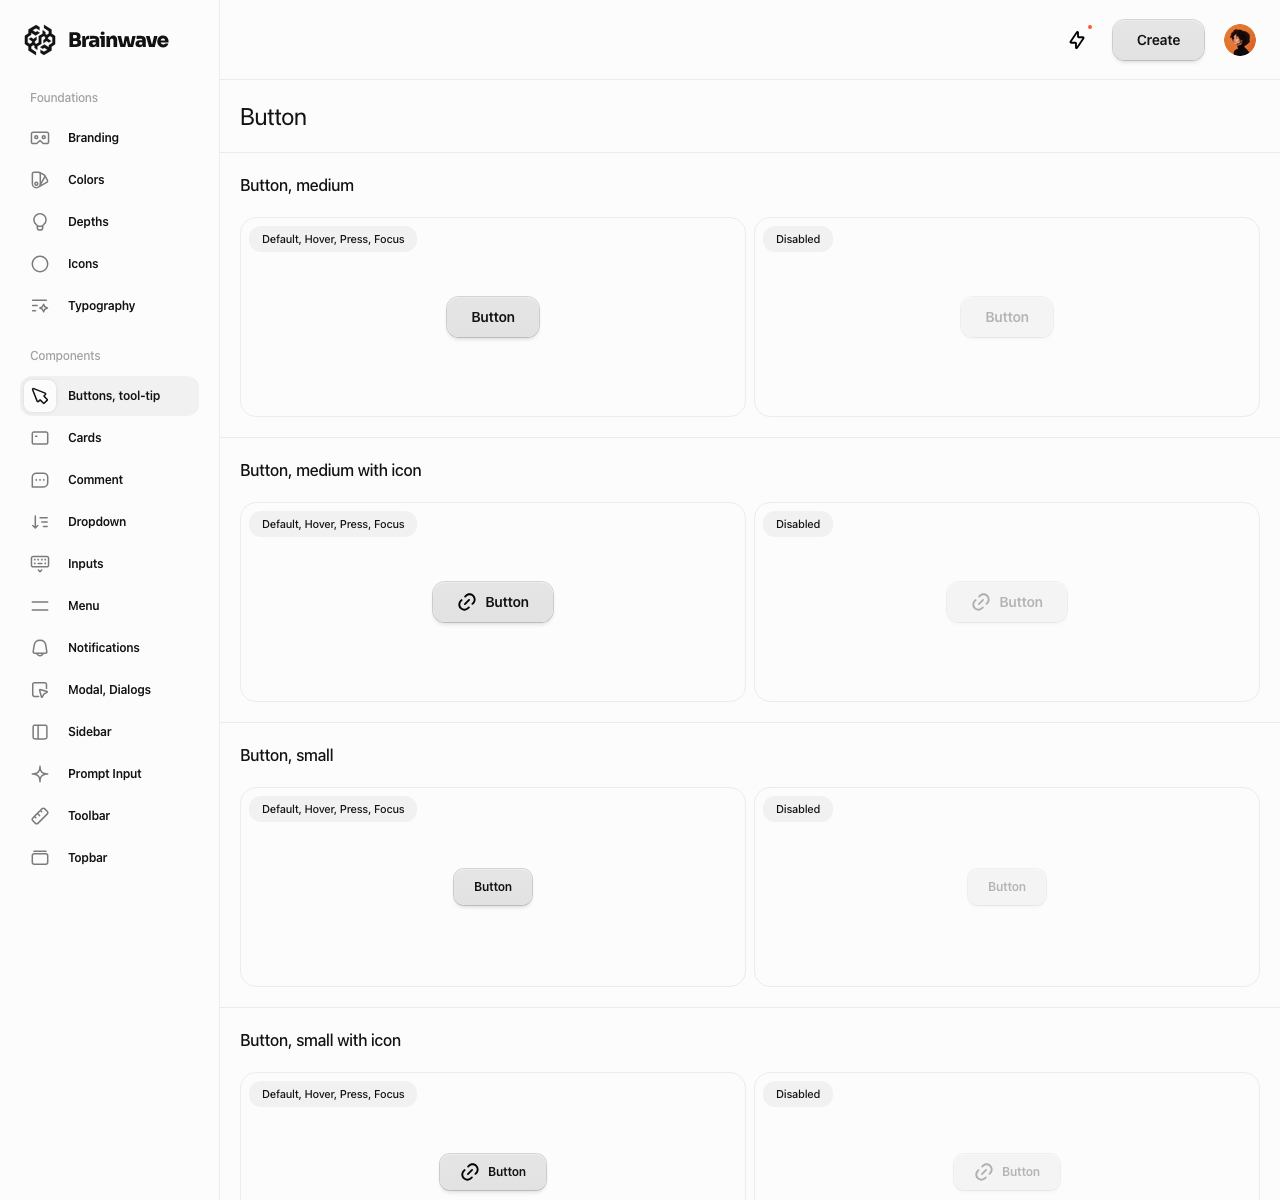 Brainwave
Create
Foundations
Branding
Colors
Depths
Icons
Typography
Components
Buttons, tool-tip
Cards
Comment
Dropdown
Inputs
Menu
Notifications
Modal, Dialogs
Sidebar
Prompt Input
Toolbar
Topbar
Button
Button, medium
Default, Hover, Press, Focus
Button
Disabled
Button
Button, medium with icon
Default, Hover, Press, Focus
Button
Disabled
Button
Button, small
Default, Hover, Press, Focus
Button
Disabled
Button
Button, small with icon
Default, Hover, Press, Focus
Button
Disabled
Button